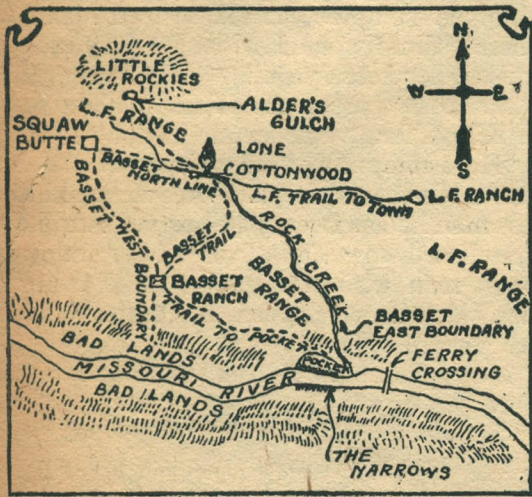 N
W
E
S
LITTLE
ROCKIES
L.F. RANGE
ALDER'S
GULCH
SQUAW
BUTTE
LONE
COTTONWOOD
BASSET
NORTH LINE
L.F. TRAIL TO TOWN
L.F. RANCH
BASSET
WEST BOUNDARY
BASSET
TRAIL
ROCK CREEK
L.F. RANGE
BASSET
RANCH
BASSET
RANGE
TRAIL TO POCKET
BASSET
EAST BOUNDARY
BAD LANDS
POCKET
FERRY
CROSSING
MISSOURI RIVER
BAD LANDS
THE
NARROWS